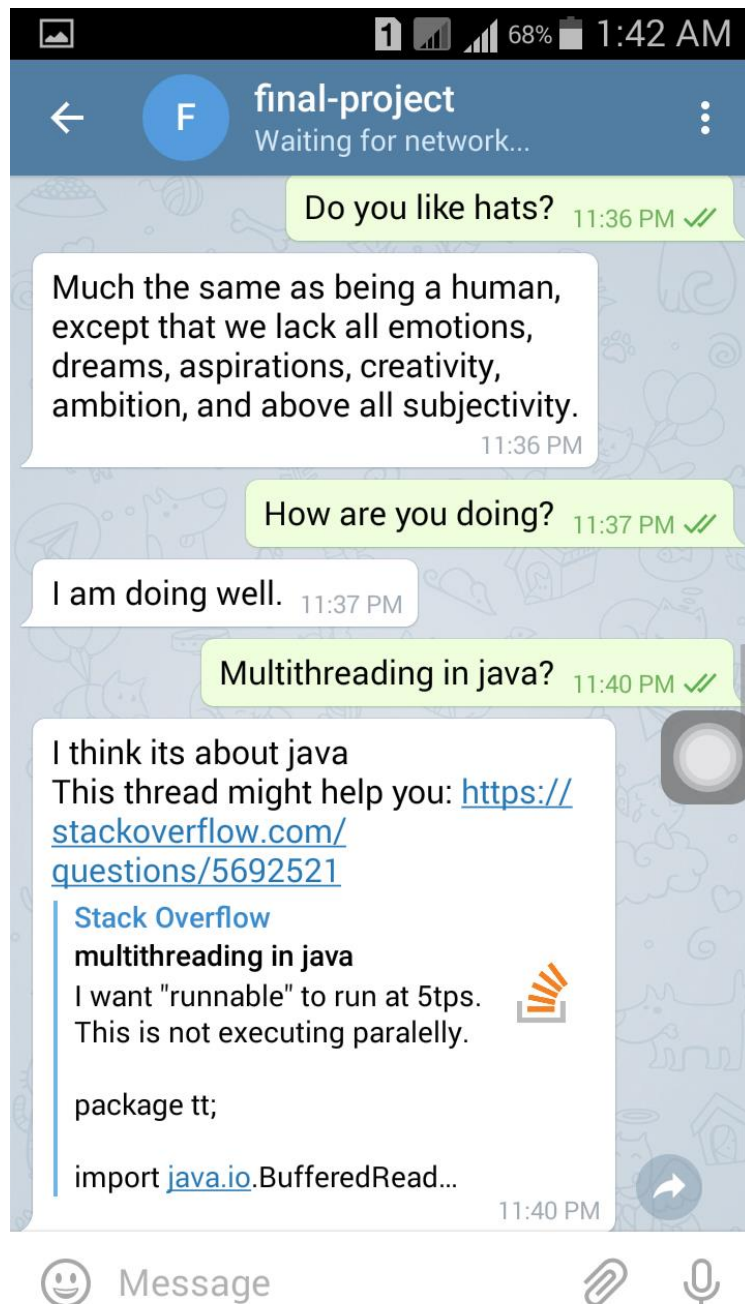 1 68% 1:42 AM
F final-project
Waiting for network...
Do you like hats? 11:36 PM
Much the same as being a human,
except that we lack all emotions,
dreams, aspirations, creativity,
ambition, and above all subjectivity.
11:36 PM
How are you doing? 11:37 PM
I am doing well. 11:37 PM
Multithreading in java? 11:40 PM
I think its about java
This thread might help you: https://
stackoverflow.com/
questions/5692521
Stack Overflow
multithreading in java
I want "runnable" to run at 5tps.
This is not executing paralelly.
package tt;
import java.io.BufferedRead...
11:40 PM
Message